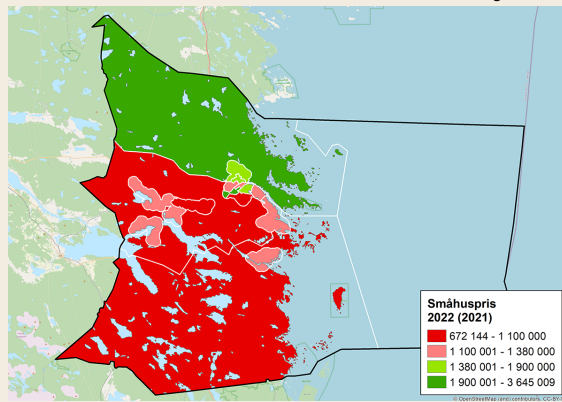 Småhuspris
2022 (2021)
672 144 - 1 100 000
1 100 001 - 1 380 000
1 380 001 - 1 900 000
1 900 001 - 3 645 009
© OpenStreetMap (and) contributors, CC-BY-